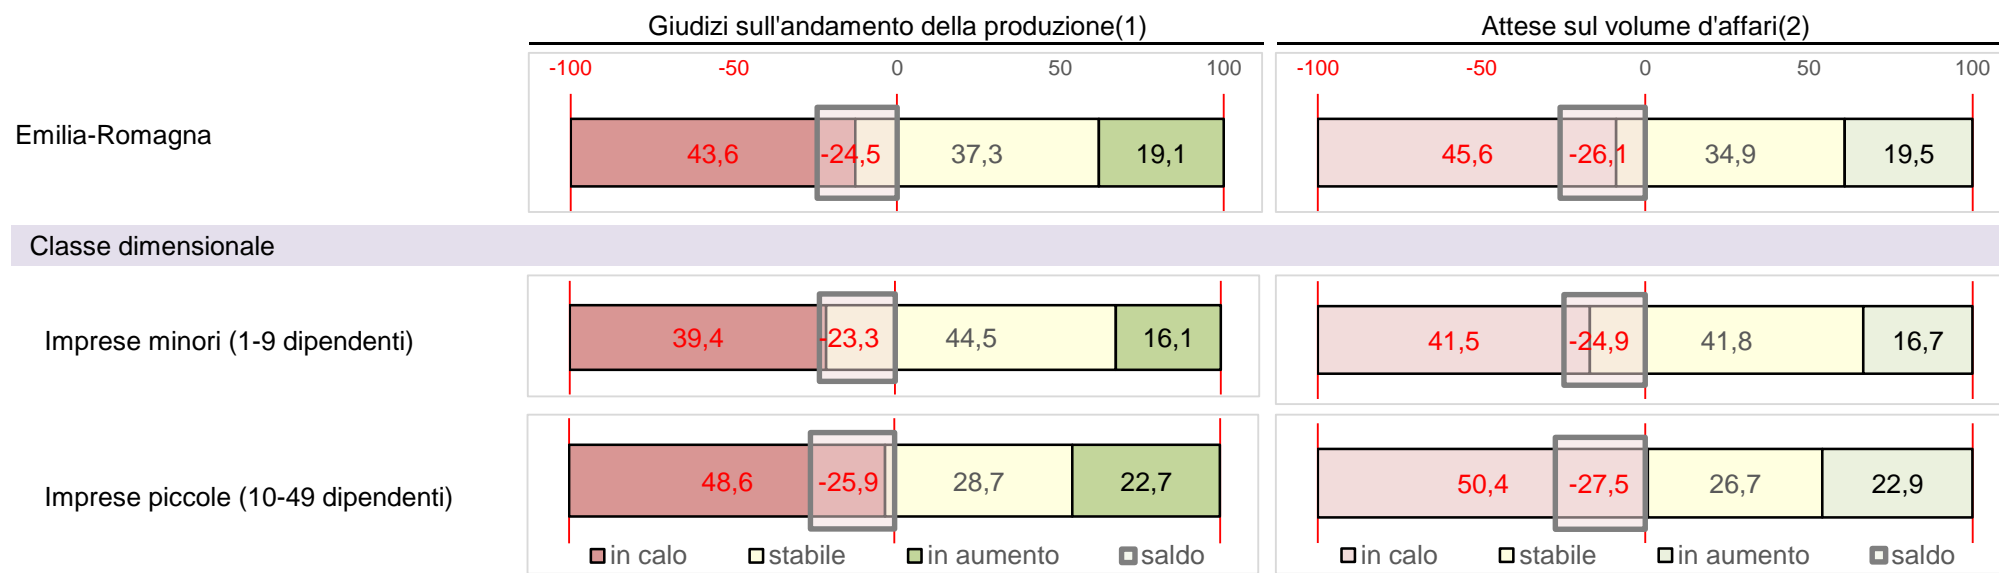 Giudizi sull'andamento della produzione(1)
Attese sul volume d'affari(2)
-100 -50 0 50 100
-100 -50 0 50 100
Emilia-Romagna
43,6 -24,5 37,3 19,1
45,6 -26,1 34,9 19,5
Classe dimensionale
Imprese minori (1-9 dipendenti)
39,4 -23,3 44,5 16,1
41,5 -24,9 41,8 16,7
Imprese piccole (10-49 dipendenti)
48,6 -25,9 28,7 22,7
50,4 -27,5 26,7 22,9
in calo stabile in aumento saldo
in calo stabile in aumento saldo